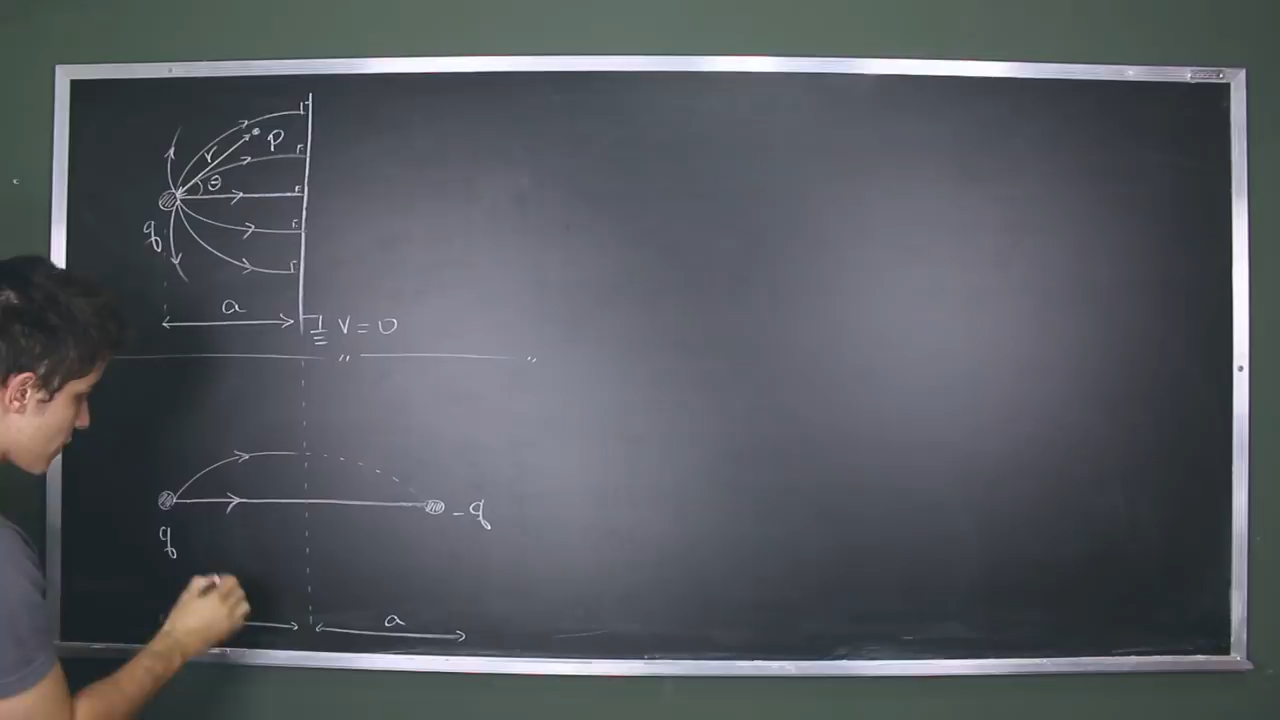 P
r
θ
q
a
V = 0
q
- q
a